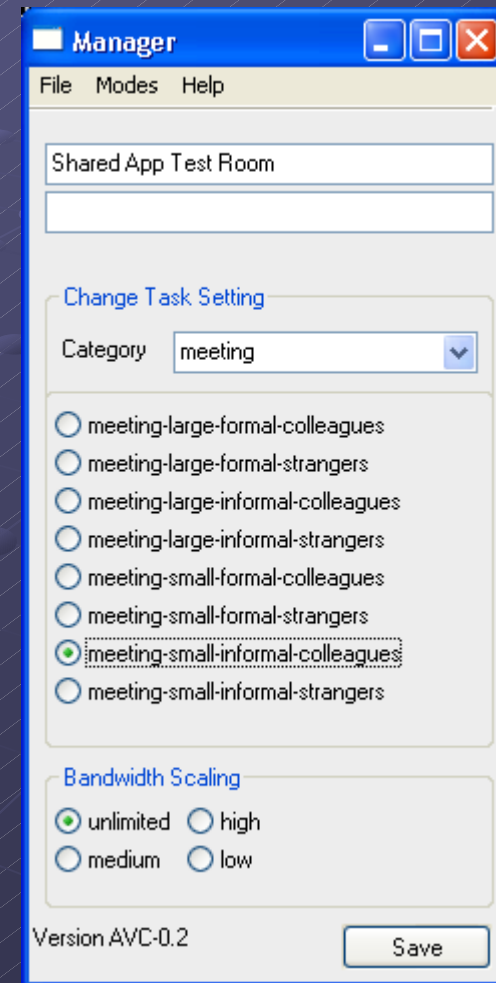 Manager
File Modes Help
Shared App Test Room
Change Task Setting
Category meeting
meeting-large-formal-colleagues
meeting-large-formal-strangers
meeting-large-informal-colleagues
meeting-large-informal-strangers
meeting-small-formal-colleagues
meeting-small-formal-strangers
meeting-small-informal-colleagues
meeting-small-informal-strangers
Bandwidth Scaling
unlimited high
medium low
Version AVC-0.2 Save